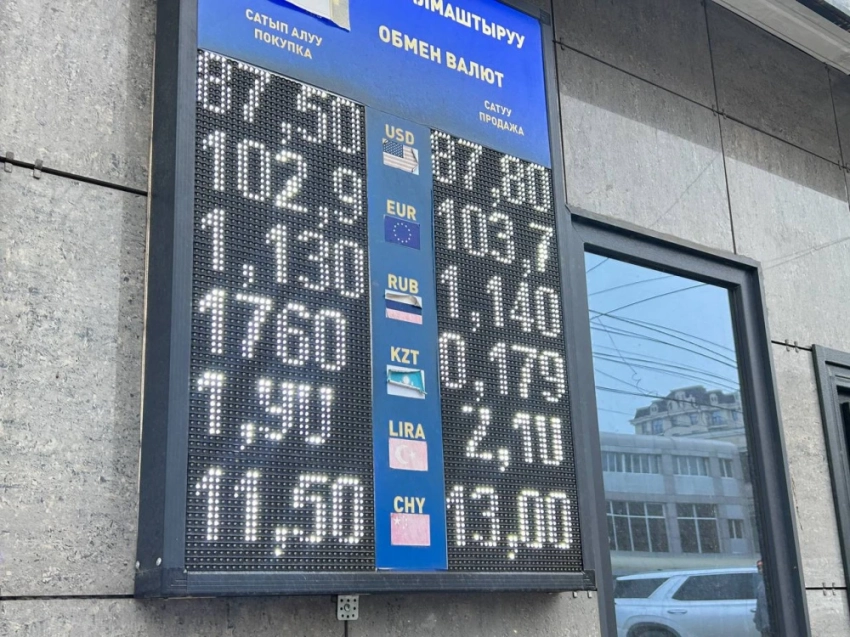 ЛМАШТЫРУУ
САТЫП АЛУУ
ПОКУПКА
ОБМЕН ВАЛЮТ
САТУУ
ПРОДАЖА
87,50 USD 87,80
102,9 EUR 103,7
1,130 RUB 1,140
1760 KZT 0,179
1,90 LIRA 2,10
11,50 CHY 13,00